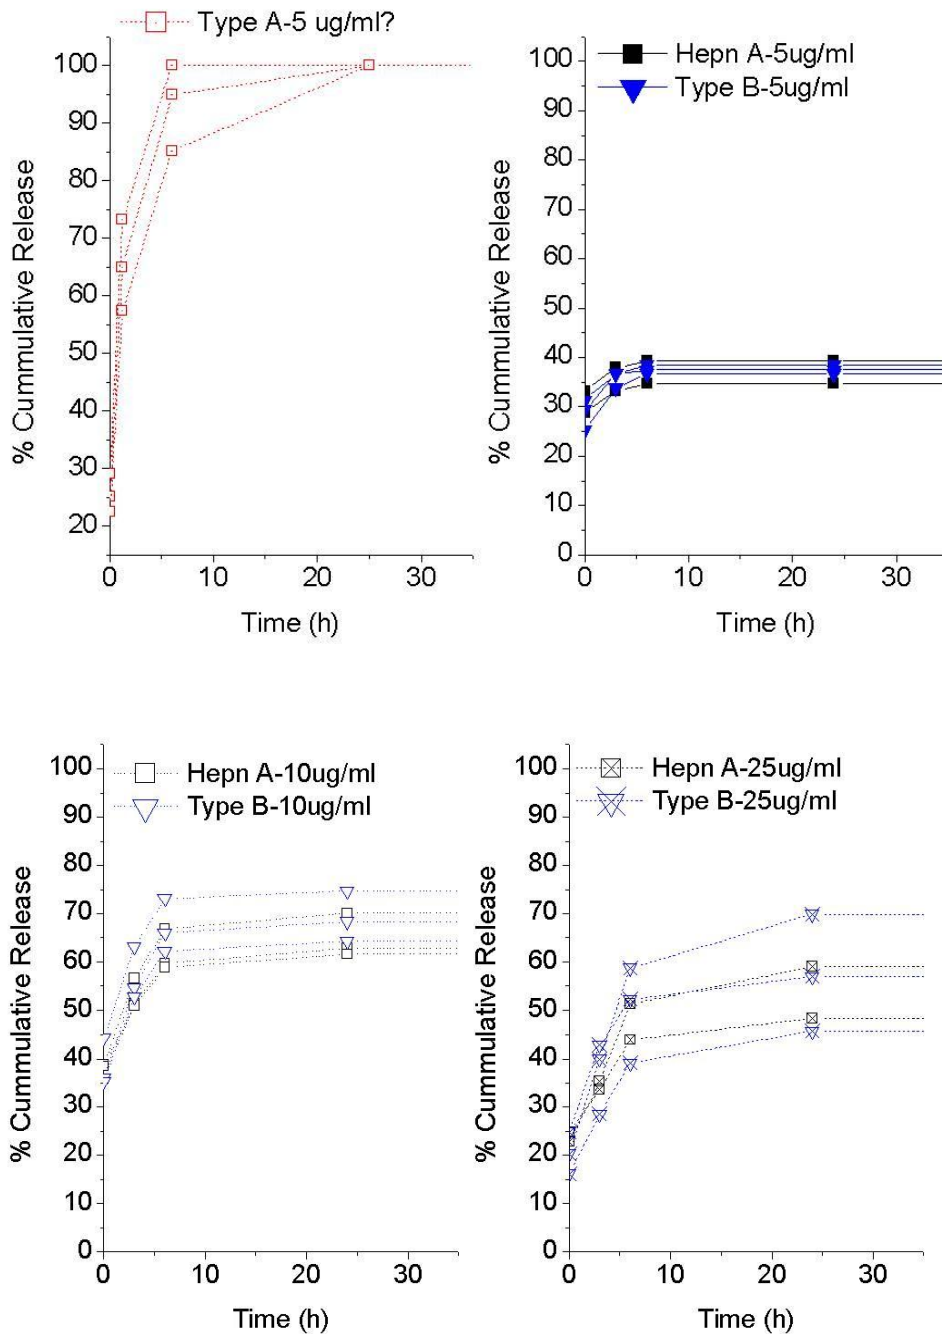 Type A-5 ug/ml?
% Cummulative Release
100
90
80
70
60
50
40
30
20
0 10 20 30
Time (h)
Hepn A-5ug/ml
Type B-5ug/ml
% Cummulative Release
100
90
80
70
60
50
40
30
20
10
0
0 10 20 30
Time (h)
Hepn A-10ug/ml
Type B-10ug/ml
% Cummulative Release
100
90
80
70
60
50
40
30
20
10
0
0 10 20 30
Time (h)
Hepn A-25ug/ml
Type B-25ug/ml
% Cummulative Release
100
90
80
70
60
50
40
30
20
10
0
0 10 20 30
Time (h)